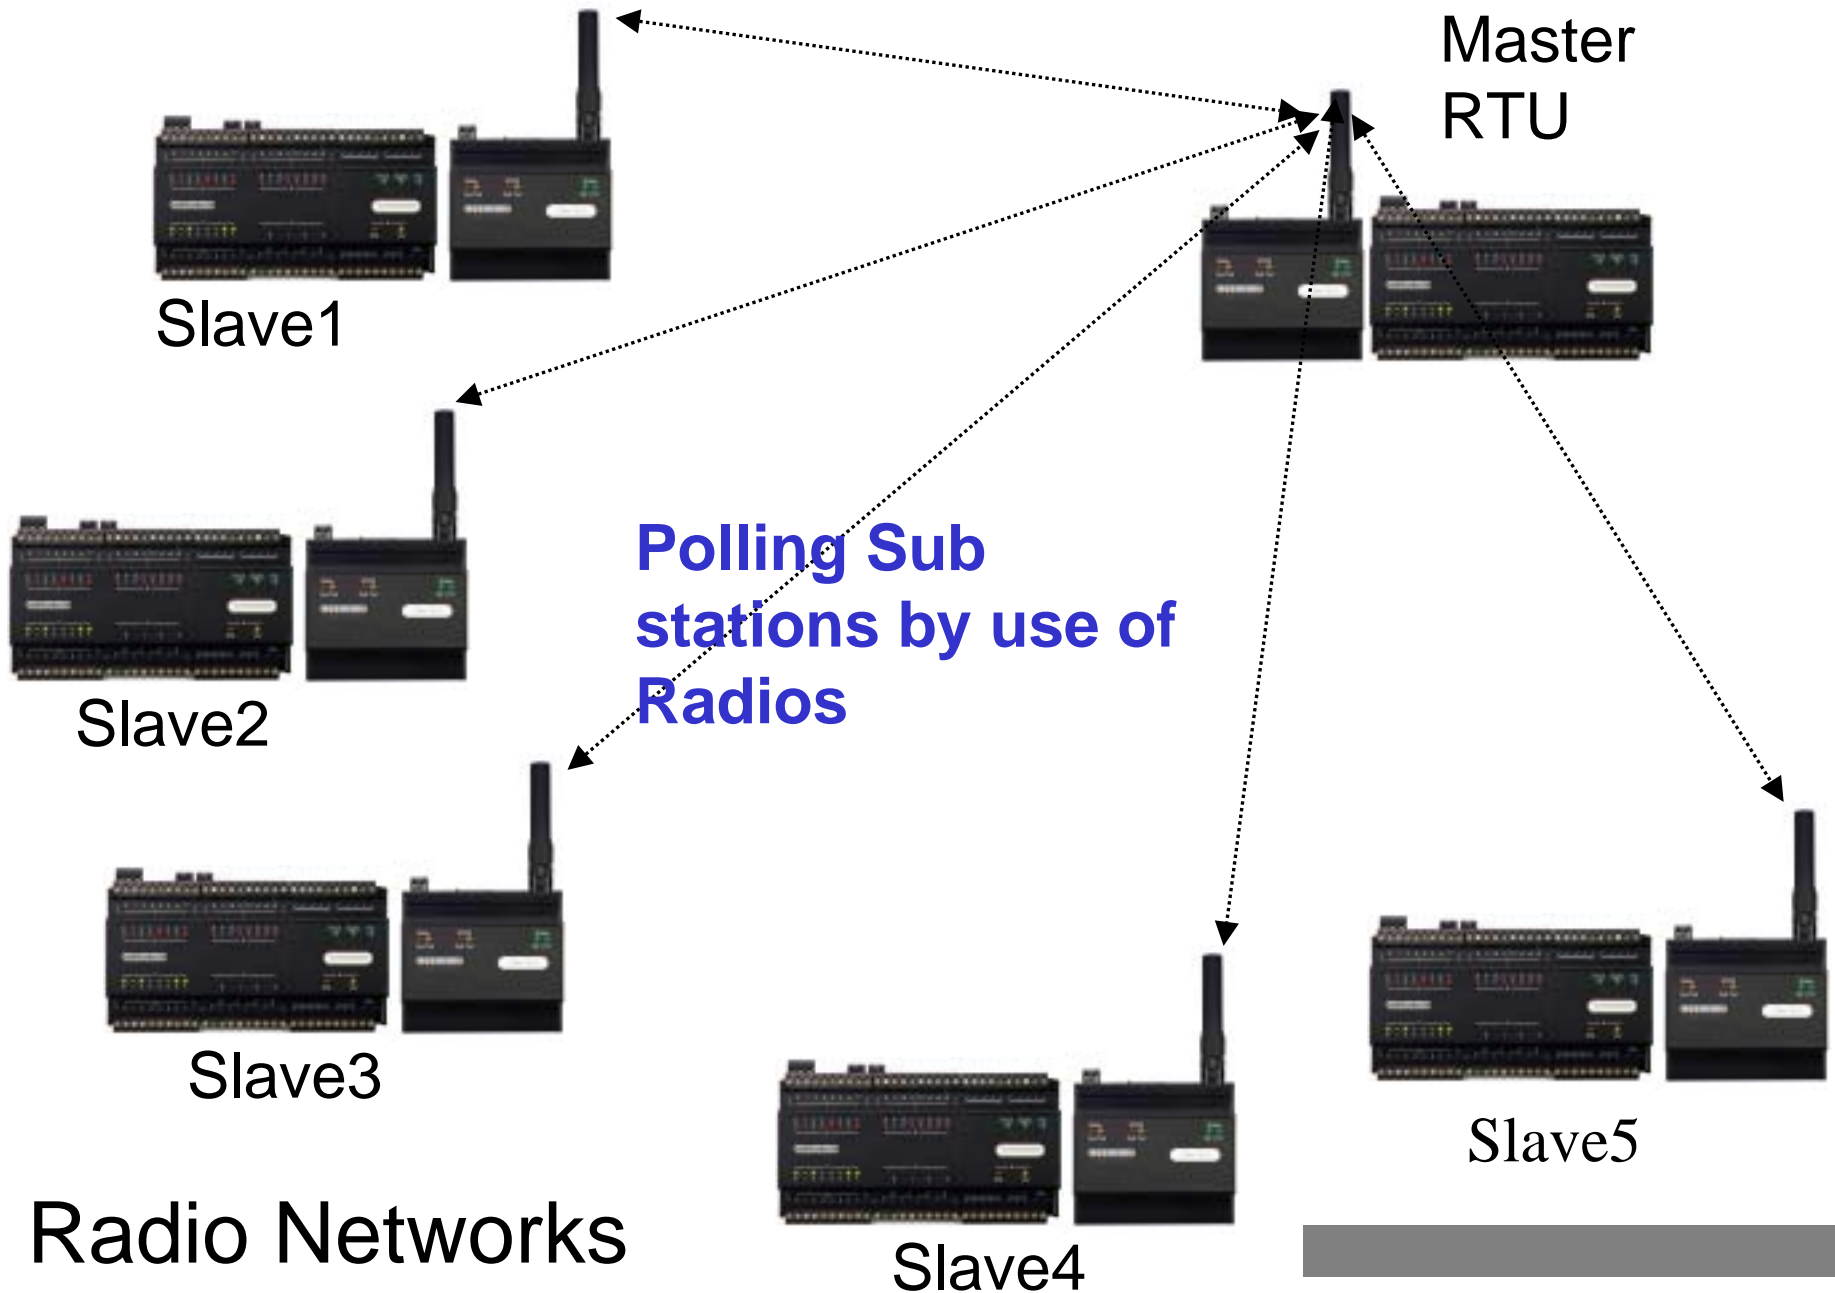 Master
RTU
Slave1
Polling Sub
stations by use of
Radios
Slave2
Slave3
Slave5
Radio Networks
Slave4